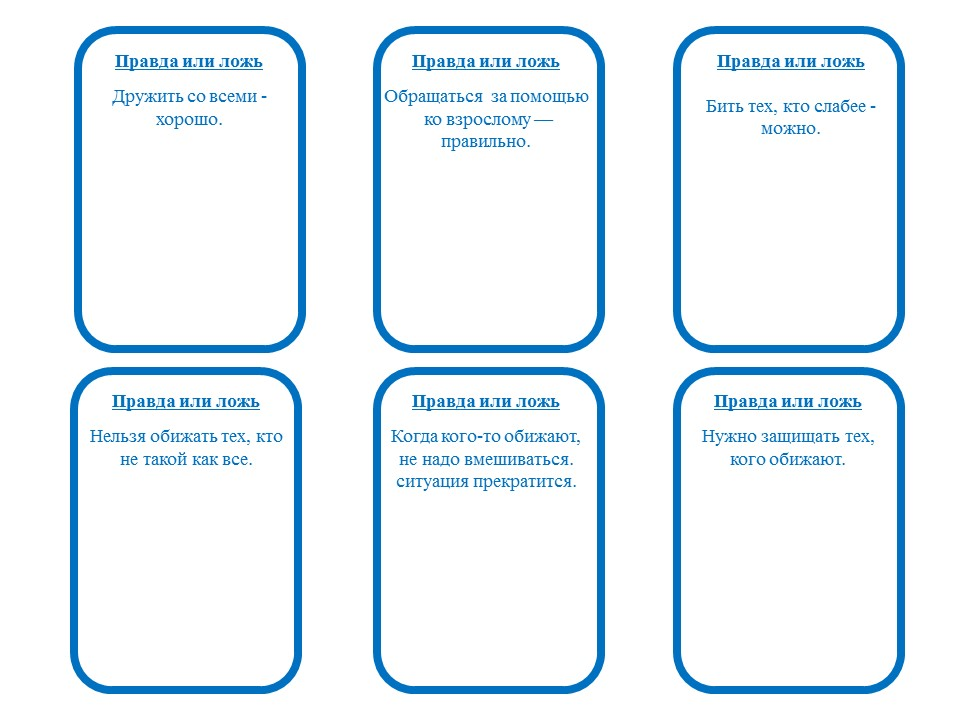 Правда или ложь
Дружить со всеми -
хорошо.
Правда или ложь
Обращаться за помощью
ко взрослому —
правильно.
Правда или ложь
Бить тех, кто слабее -
можно.
Правда или ложь
Нельзя обижать тех, кто
не такой как все.
Правда или ложь
Когда кого-то обижают,
не надо вмешиваться.
ситуация прекратится.
Правда или ложь
Нужно защищать тех,
кого обижают.